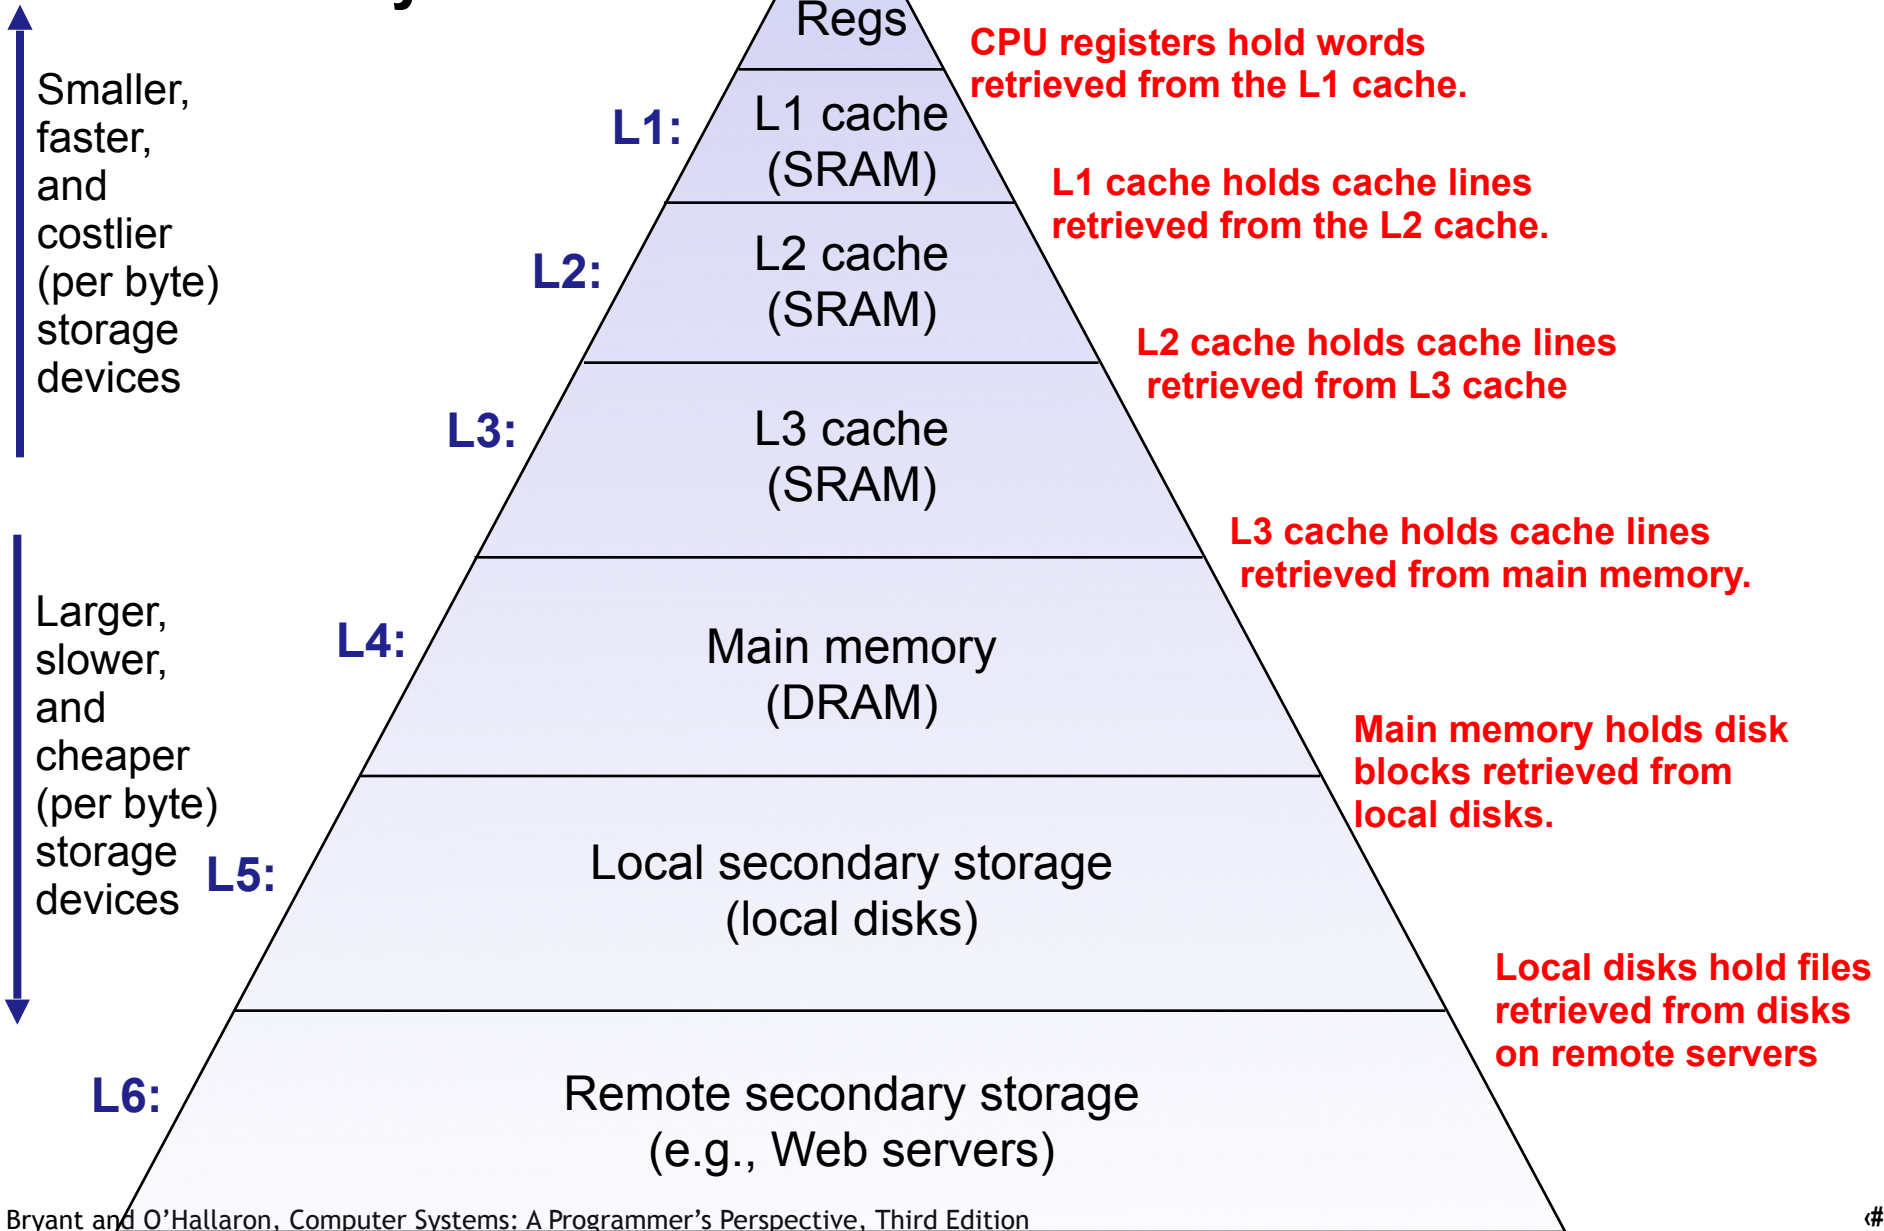 Regs
CPU registers hold words
retrieved from the L1 cache.
Smaller,
faster,
and
costlier
(per byte)
storage
devices
L1:
L1 cache
(SRAM)
L1 cache holds cache lines
retrieved from the L2 cache.
L2:
L2 cache
(SRAM)
L2 cache holds cache lines
retrieved from L3 cache
L3:
L3 cache
(SRAM)
L3 cache holds cache lines
retrieved from main memory.
Larger,
slower,
and
cheaper
(per byte)
storage
devices
L4:
Main memory
(DRAM)
Main memory holds disk
blocks retrieved from
local disks.
L5:
Local secondary storage
(local disks)
Local disks hold files
retrieved from disks
on remote servers
L6:
Remote secondary storage
(e.g., Web servers)
Bryant and O'Hallaron, Computer Systems: A Programmer's Perspective, Third Edition
‹#